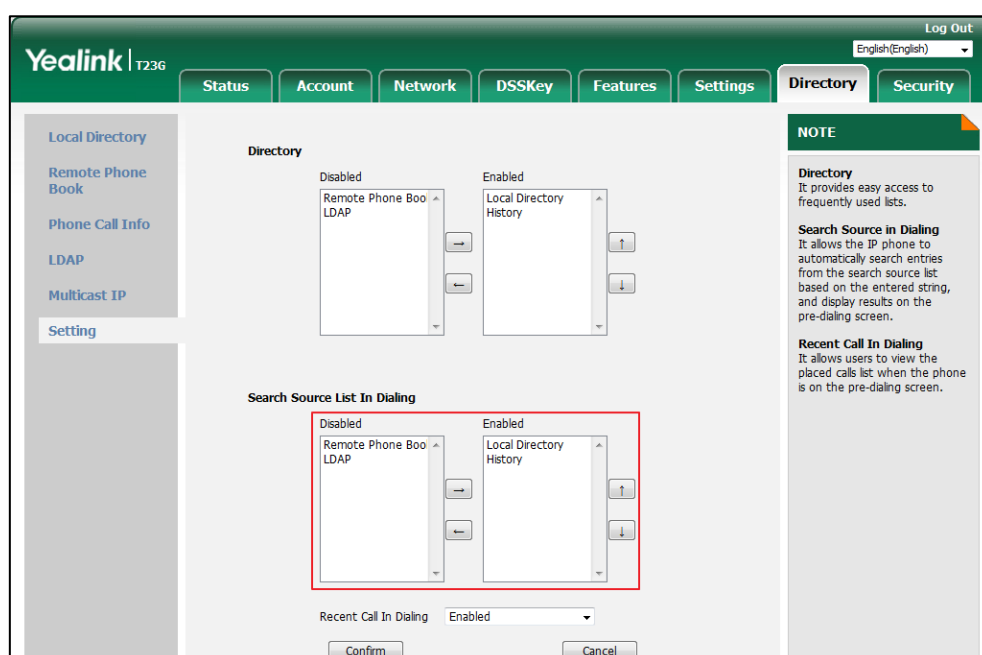 Log Out
Yealink | T23G
English(English)
Status
Account
Network
DSSKey
Features
Settings
Directory
Security
Local Directory
Remote Phone
Book
Phone Call Info
LDAP
Multicast IP
Setting
Directory
Disabled
Enabled
Remote Phone Boo
LDAP
Local Directory
History
→
←
↑
↓
Search Source List In Dialing
Disabled
Enabled
Remote Phone Boo
LDAP
Local Directory
History
→
←
↑
↓
Recent Call In Dialing
Enabled
Confirm
Cancel
NOTE
Directory
It provides easy access to
frequently used lists.
Search Source in Dialing
It allows the IP phone to
automatically search entries
from the search source list
based on the entered string,
and display results on the
pre-dialing screen.
Recent Call In Dialing
It allows users to view the
placed calls list when the phone
is on the pre-dialing screen.